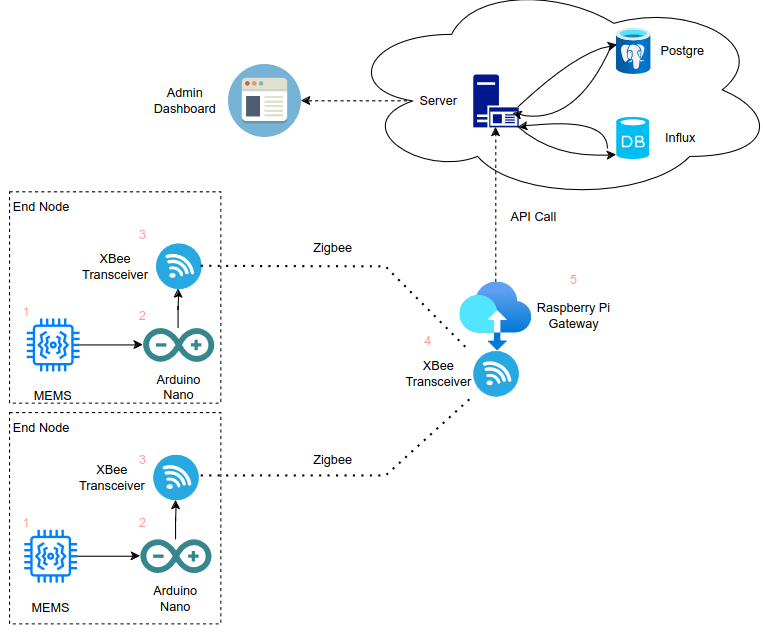 Postgre
Admin
Dashboard
Server
Influx
DB
API Call
End Node
3
XBee
Transceiver
Zigbee
5
Raspberry Pi
Gateway
1
2
4
XBee
Transceiver
MEMS
Arduino
Nano
End Node
3
XBee
Transceiver
Zigbee
1
2
MEMS
Arduino
Nano